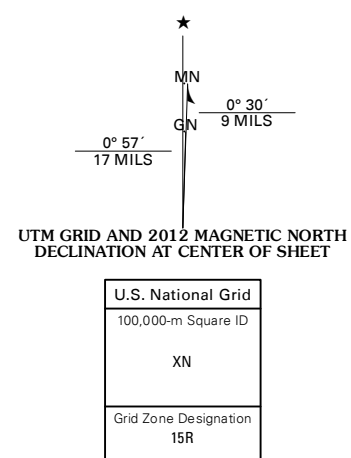 ★
MN
0° 30´
9 MILS
GN
0° 57´
17 MILS
UTM GRID AND 2012 MAGNETIC NORTH
DECLINATION AT CENTER OF SHEET
U.S. National Grid
100,000-m Square ID
XN
Grid Zone Designation
15R